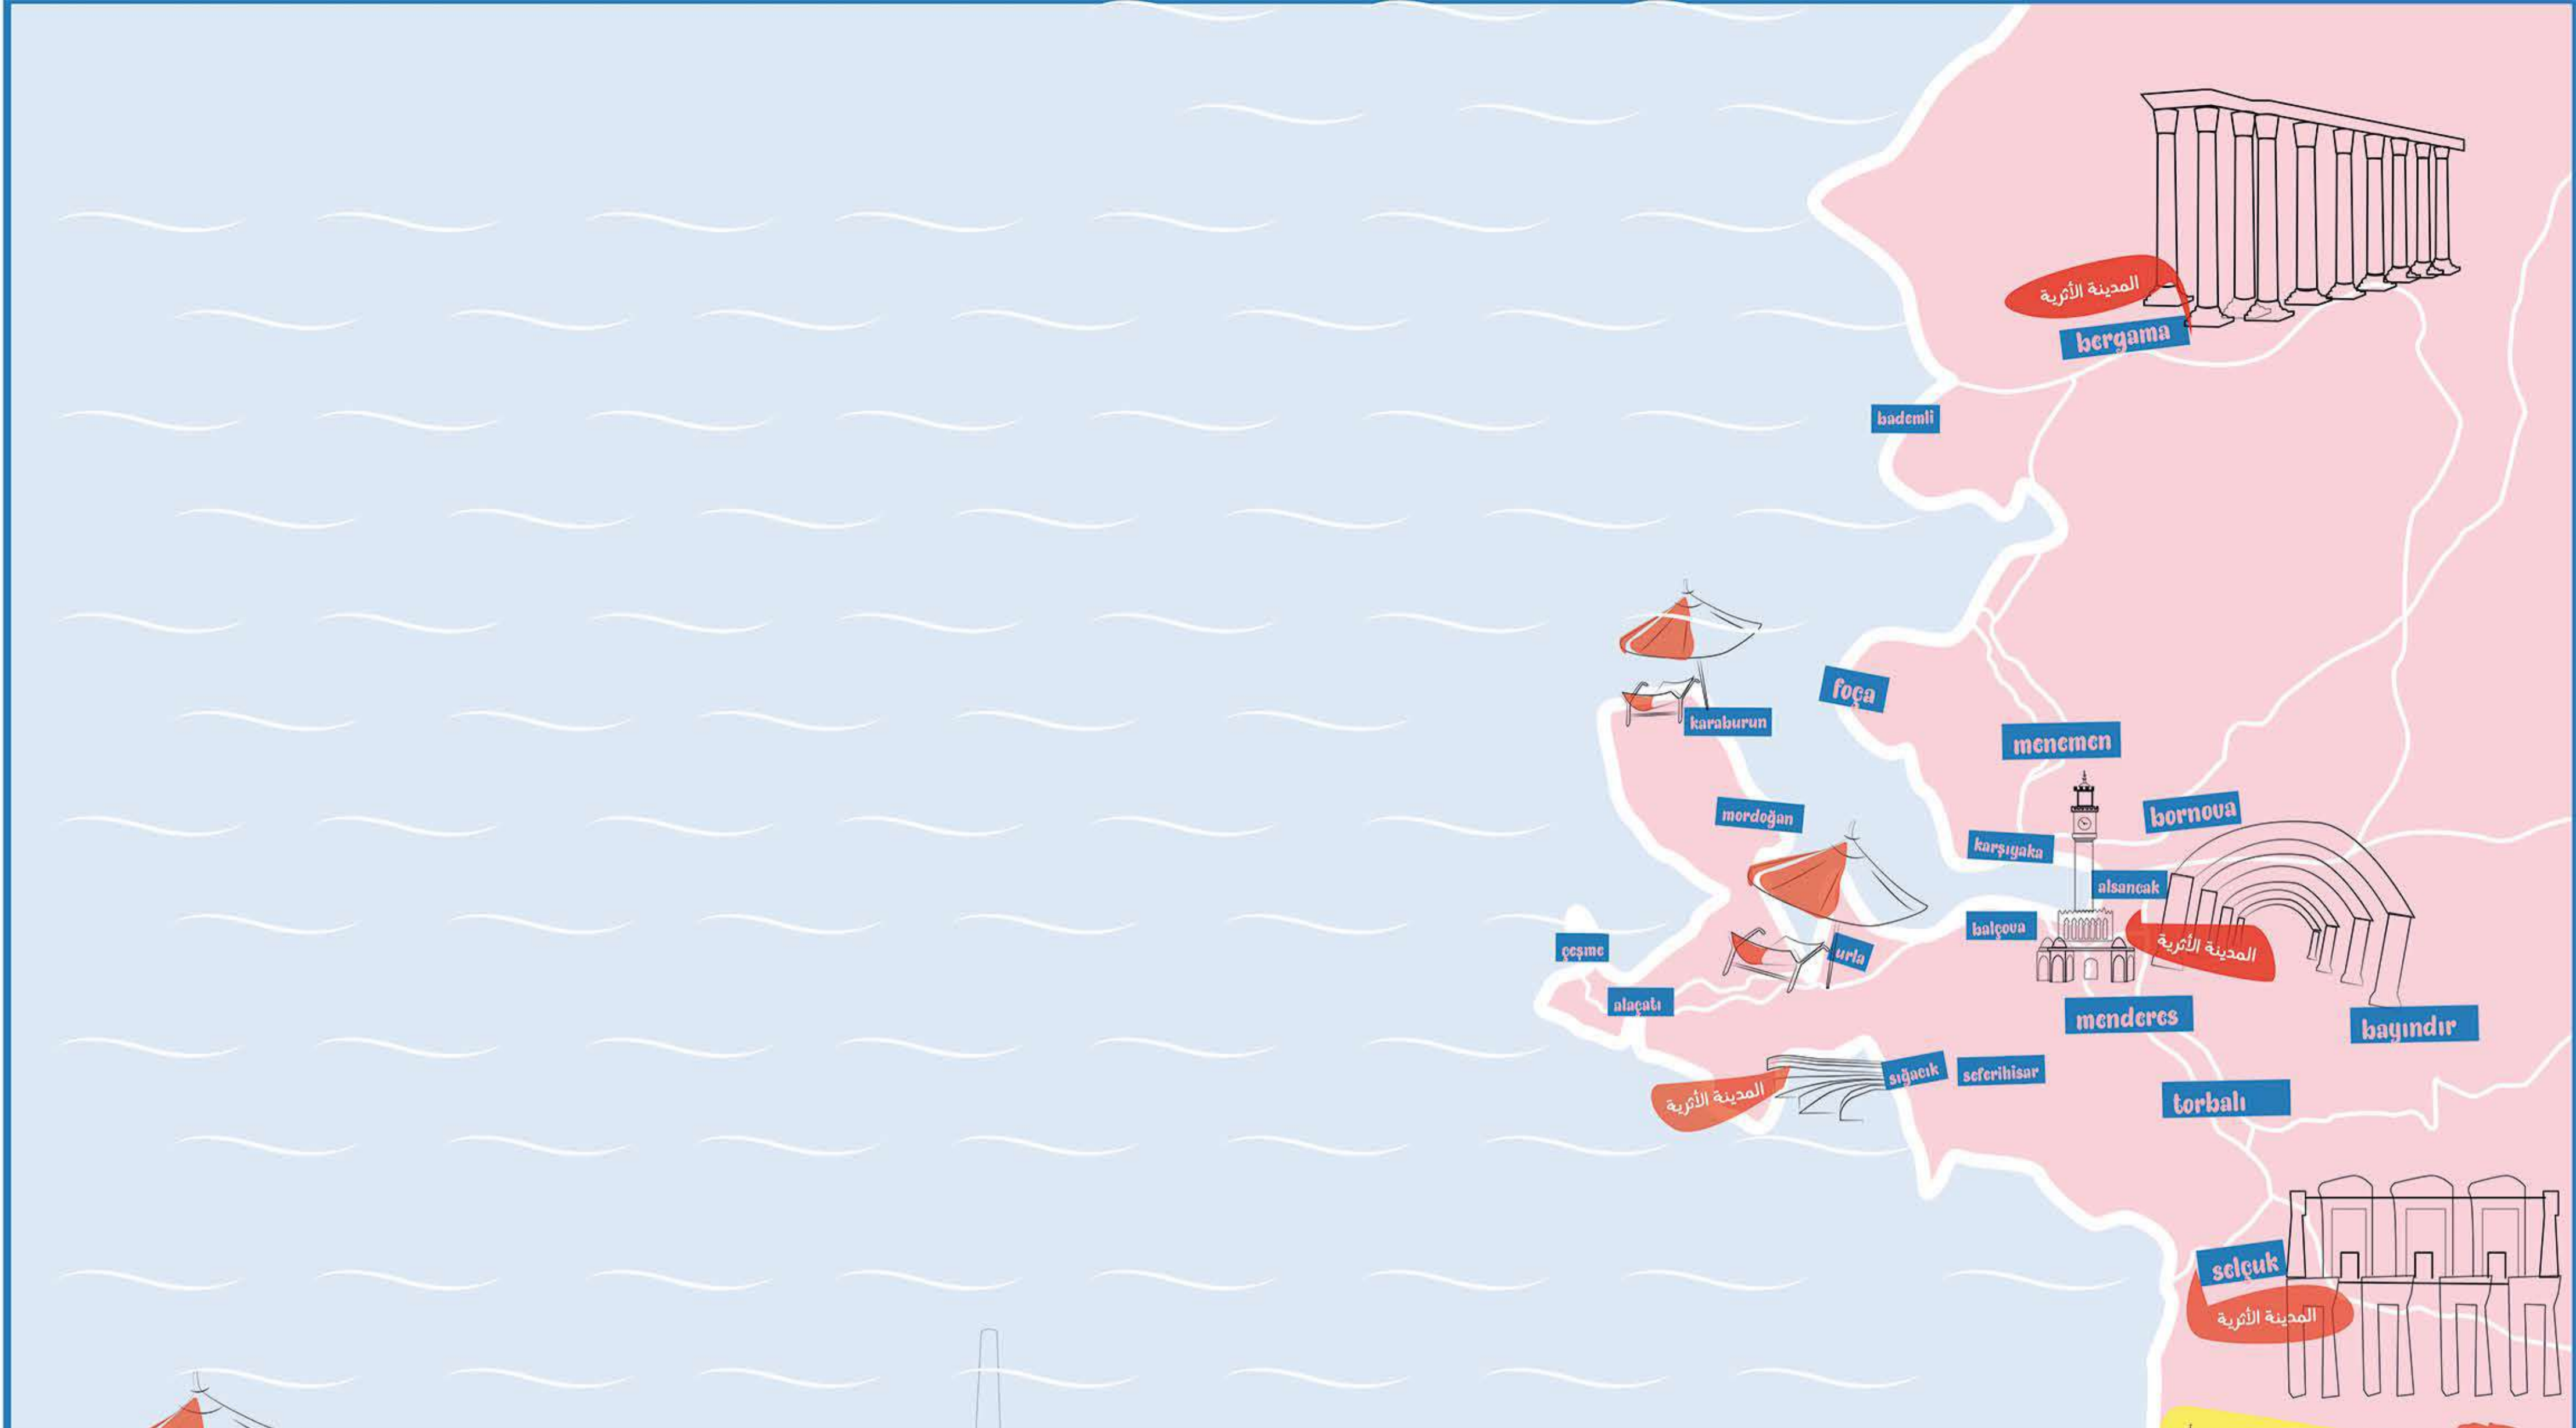 المدينة الأثرية
bergama
bademli
foça
karaburun
menemen
mordoğan
bornova
karşıyaka
alsancak
balçova
المدينة الأثرية
çeşme
urla
alaçatı
menderes
bayındır
sığacık
seferihisar
المدينة الأثرية
torbalı
selçuk
المدينة الأثرية